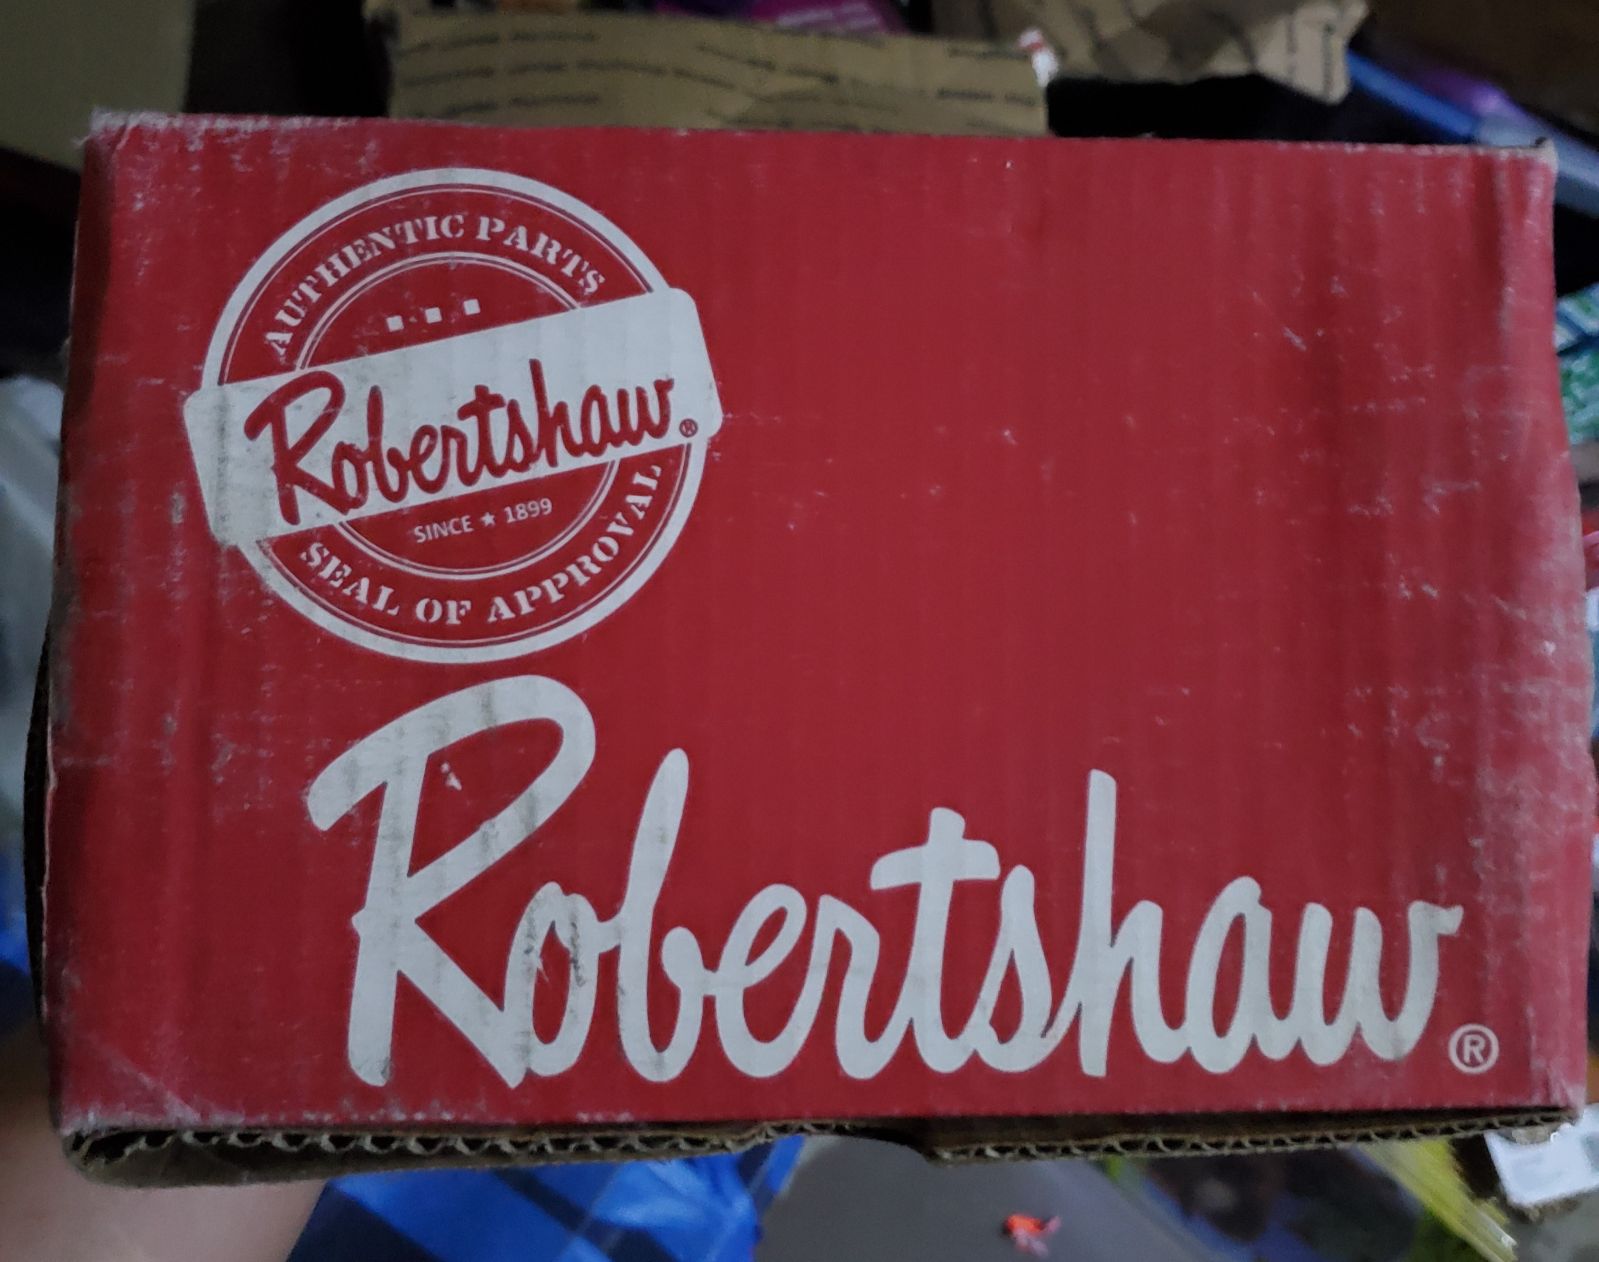 AUTHENTIC PARTS
Robertshaw®
SINCE ★ 1899
SEAL OF APPROVAL
Robertshaw®